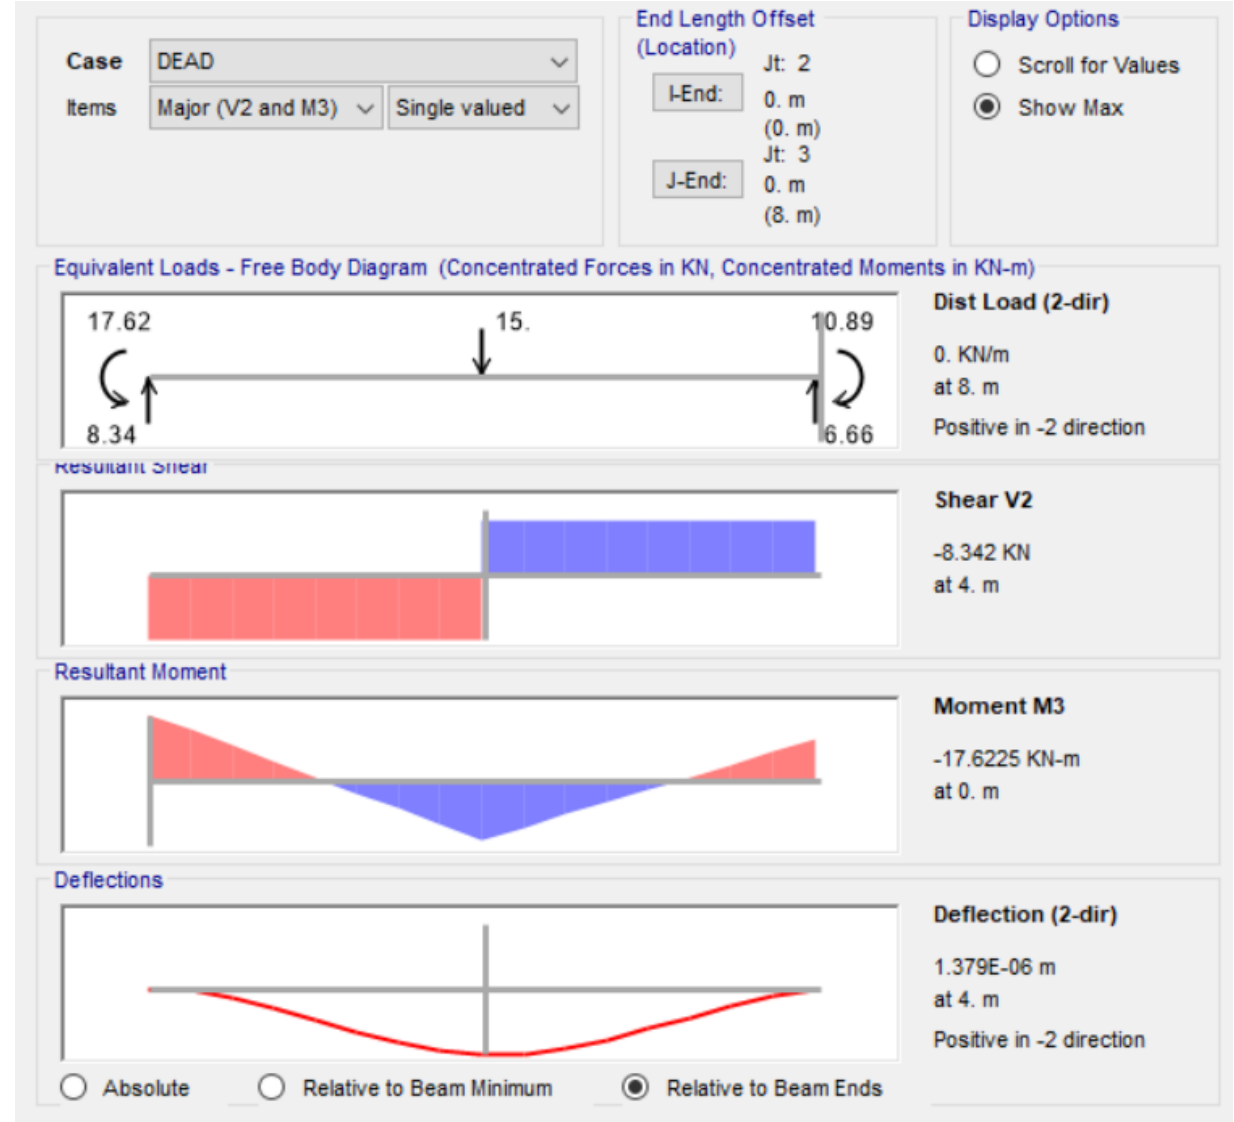 Case
DEAD
Items
Major (V2 and M3)
Single valued
End Length Offset
(Location)
I-End:
Jt: 2
0. m
(0. m)
J-End:
Jt: 3
0. m
(8. m)
Display Options
Scroll for Values
Show Max
Equivalent Loads - Free Body Diagram (Concentrated Forces in KN, Concentrated Moments in KN-m)
17.62
15.
10.89
8.34
6.66
Dist Load (2-dir)
0. KN/m
at 8. m
Positive in -2 direction
Resultant Shear
Shear V2
-8.342 KN
at 4. m
Resultant Moment
Moment M3
-17.6225 KN-m
at 0. m
Deflections
Deflection (2-dir)
1.379E-06 m
at 4. m
Positive in -2 direction
Absolute
Relative to Beam Minimum
Relative to Beam Ends